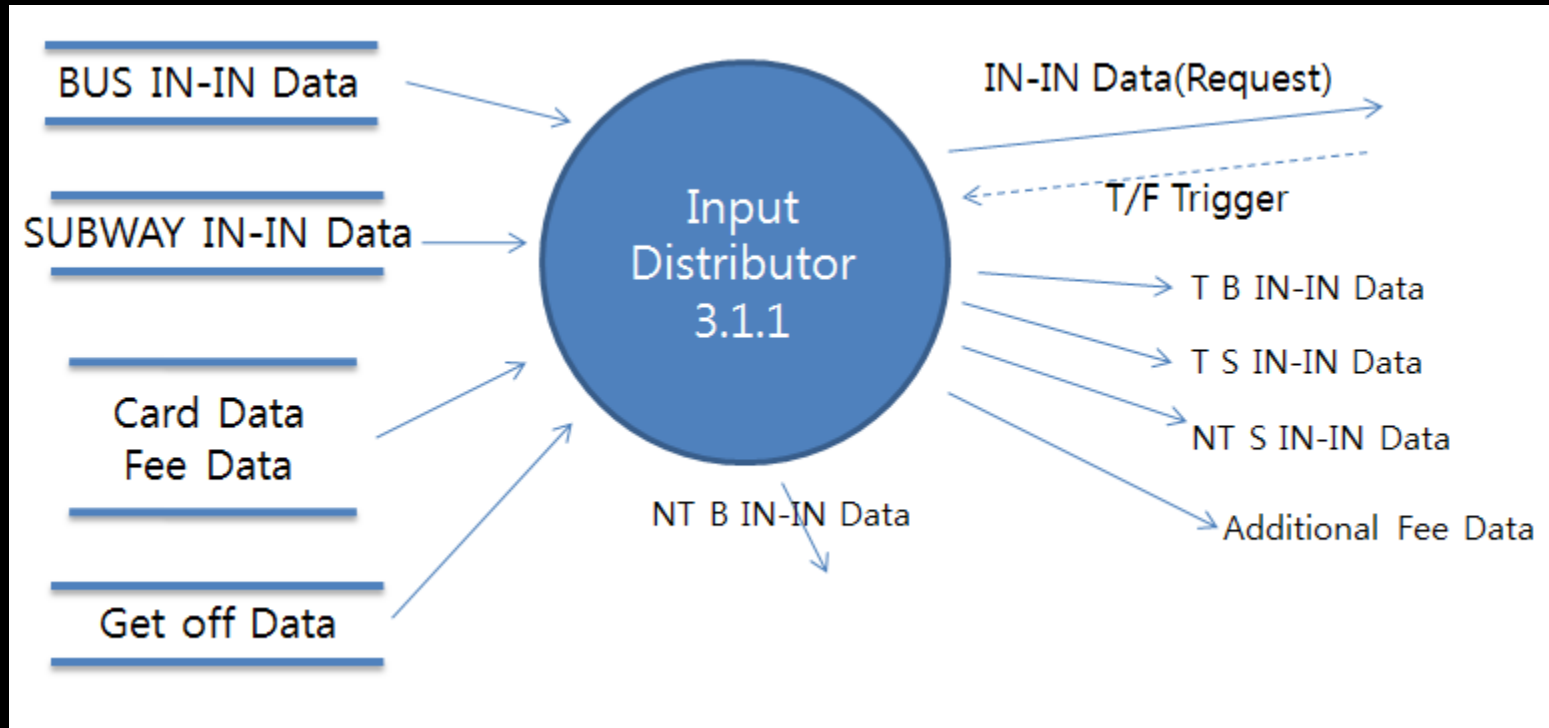 BUS IN-IN Data
SUBWAY IN-IN Data
Card Data
Fee Data
Get off Data
Input
Distributor
3.1.1
NT B IN-IN Data
IN-IN Data(Request)
T/F Trigger
T B IN-IN Data
T S IN-IN Data
NT S IN-IN Data
Additional Fee Data